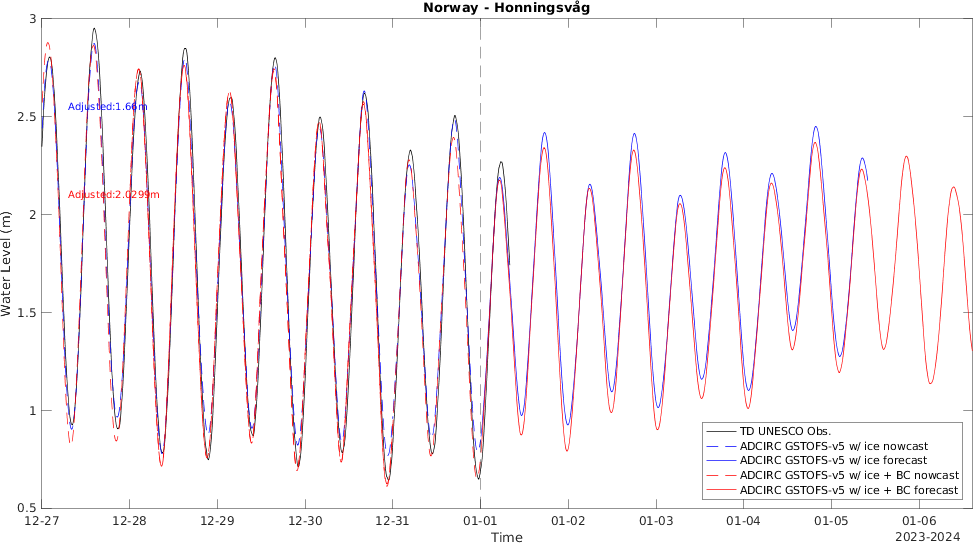 Norway - Honningsvåg
3
2.5
2
1.5
1
0.5
Water Level (m)
Adjusted:1.66m
Adjusted:2.0299m
TD UNESCO Obs.
ADCIRC GSTOFS-v5 w/ ice nowcast
ADCIRC GSTOFS-v5 w/ ice forecast
ADCIRC GSTOFS-v5 w/ ice + BC nowcast
ADCIRC GSTOFS-v5 w/ ice + BC forecast
12-27 12-28 12-29 12-30 12-31 01-01 01-02 01-03 01-04 01-05 01-06
Time
2023-2024